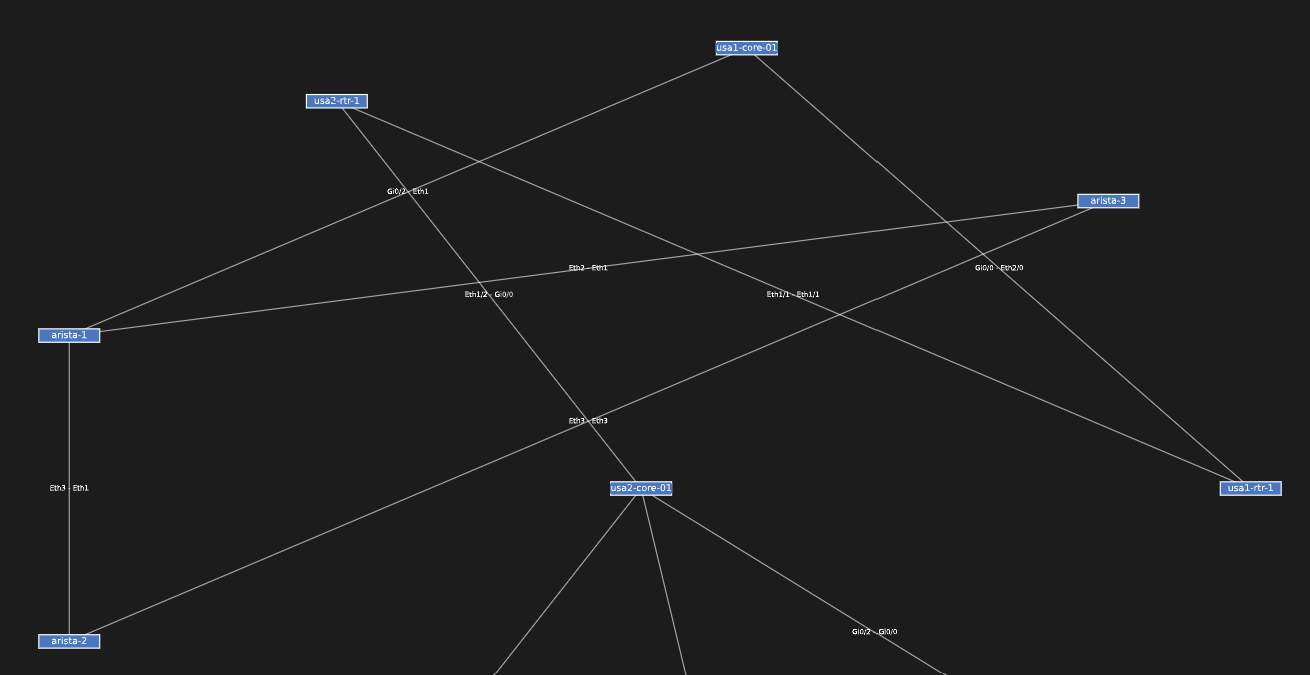 usa1-core-01
usa2-rtr-1
Gi0/2 - Eth1
arista-3
Eth2 - Eth1
Gi0/0 - Eth2/0
Eth1/2 - Gi0/0
Eth1/1 - Eth1/1
arista-1
Eth3 - Eth3
Eth3 - Eth1
usa2-core-01
usa1-rtr-1
Gi0/2 - Gi0/0
arista-2